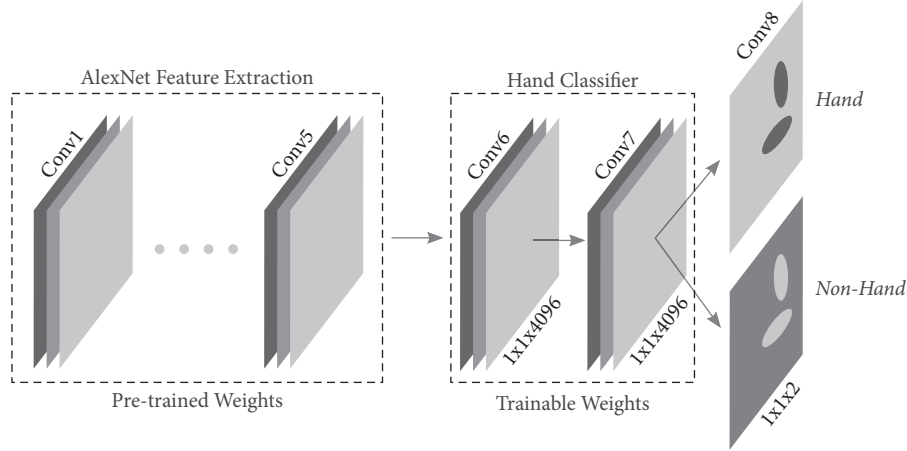 AlexNet Feature Extraction
Conv1
Conv5
Pre-trained Weights
Hand Classifier
Conv6
1x1x4096
Conv7
1x1x4096
Trainable Weights
Conv8
Hand
Non-Hand
1x1x2